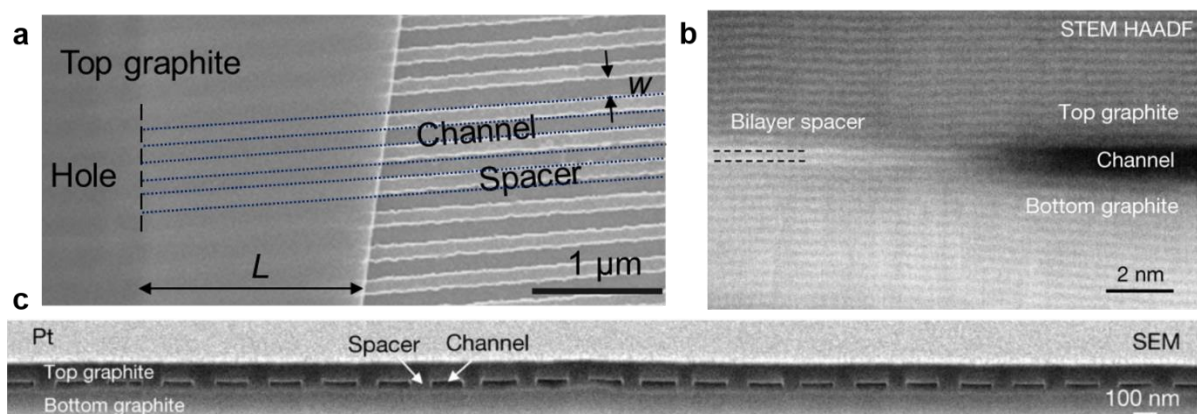 a
Top graphite
w
Channel
Hole
Spacer
L
1 µm
b
STEM HAADF
Top graphite
Bilayer spacer
Channel
Bottom graphite
2 nm
c
Pt
Spacer
Channel
SEM
Top graphite
Bottom graphite
100 nm